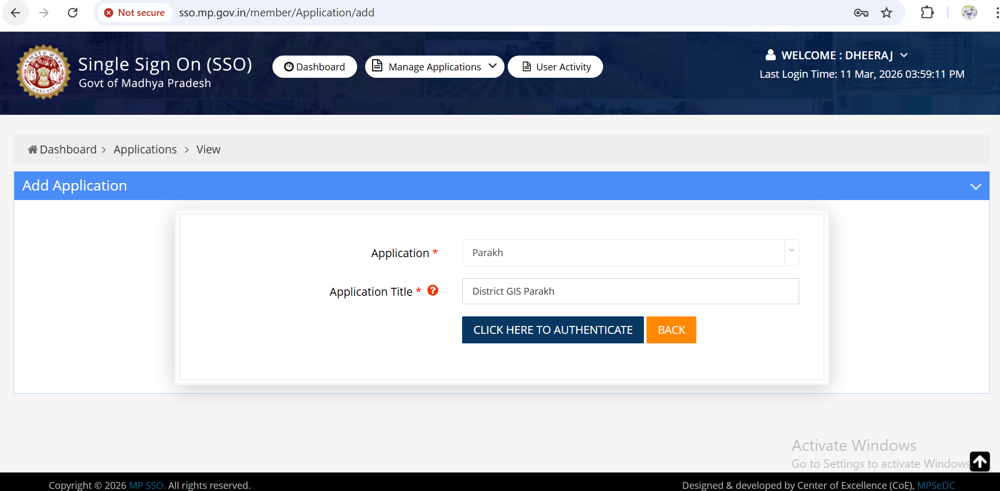 Not secure sso.mp.gov.in/member/Application/add
Single Sign On (SSO)
Govt of Madhya Pradesh
Dashboard
Manage Applications
User Activity
WELCOME : DHEERAJ
Last Login Time: 11 Mar, 2026 03:59:11 PM
Dashboard > Applications > View
Add Application
Application *
Parakh
Application Title * ?
District GIS Parakh
CLICK HERE TO AUTHENTICATE
BACK
Activate Windows
Go to Settings to activate Windows.
Copyright © 2026 MP SSO. All rights reserved.
Designed & developed by Center of Excellence (CoE), MPSeDC